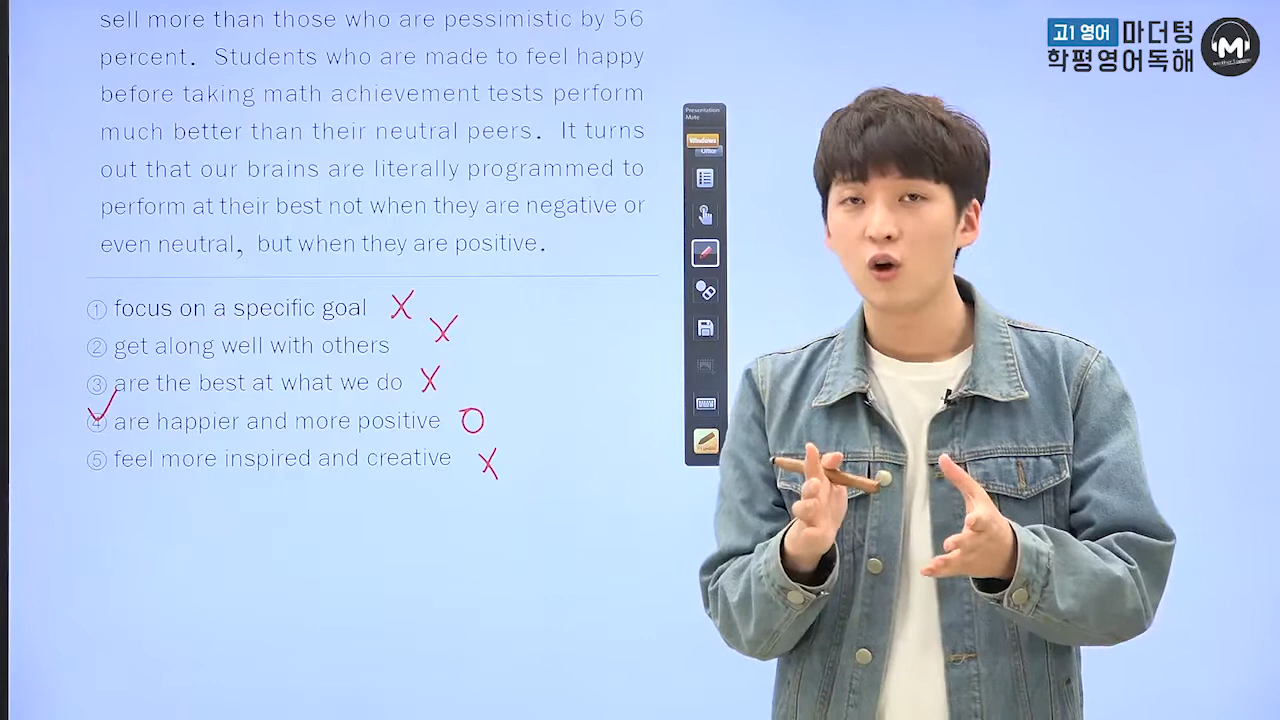 sell more than those who are pessimistic by 56
percent. Students who are made to feel happy
before taking math achievement tests perform
much better than their neutral peers. It turns
out that our brains are literally programmed to
perform at their best not when they are negative or
even neutral, but when they are positive.
① focus on a specific goal X
② get along well with others X
③ are the best at what we do X
④ are happier and more positive O
⑤ feel more inspired and creative X
Presentation
Mate
Windows
고1 영어 마더텅
학평영어독해
M